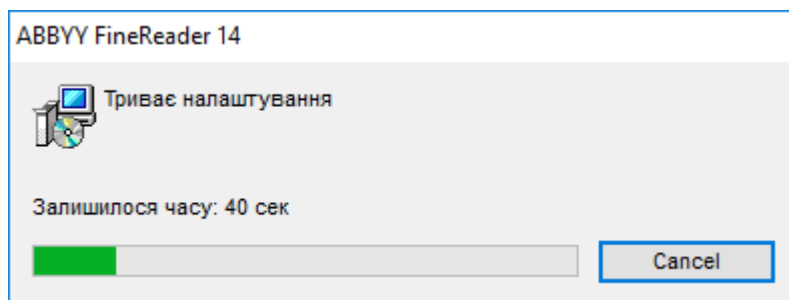 ABBYY FineReader 14
Триває налаштування
Залишилося часу: 40 сек
Cancel